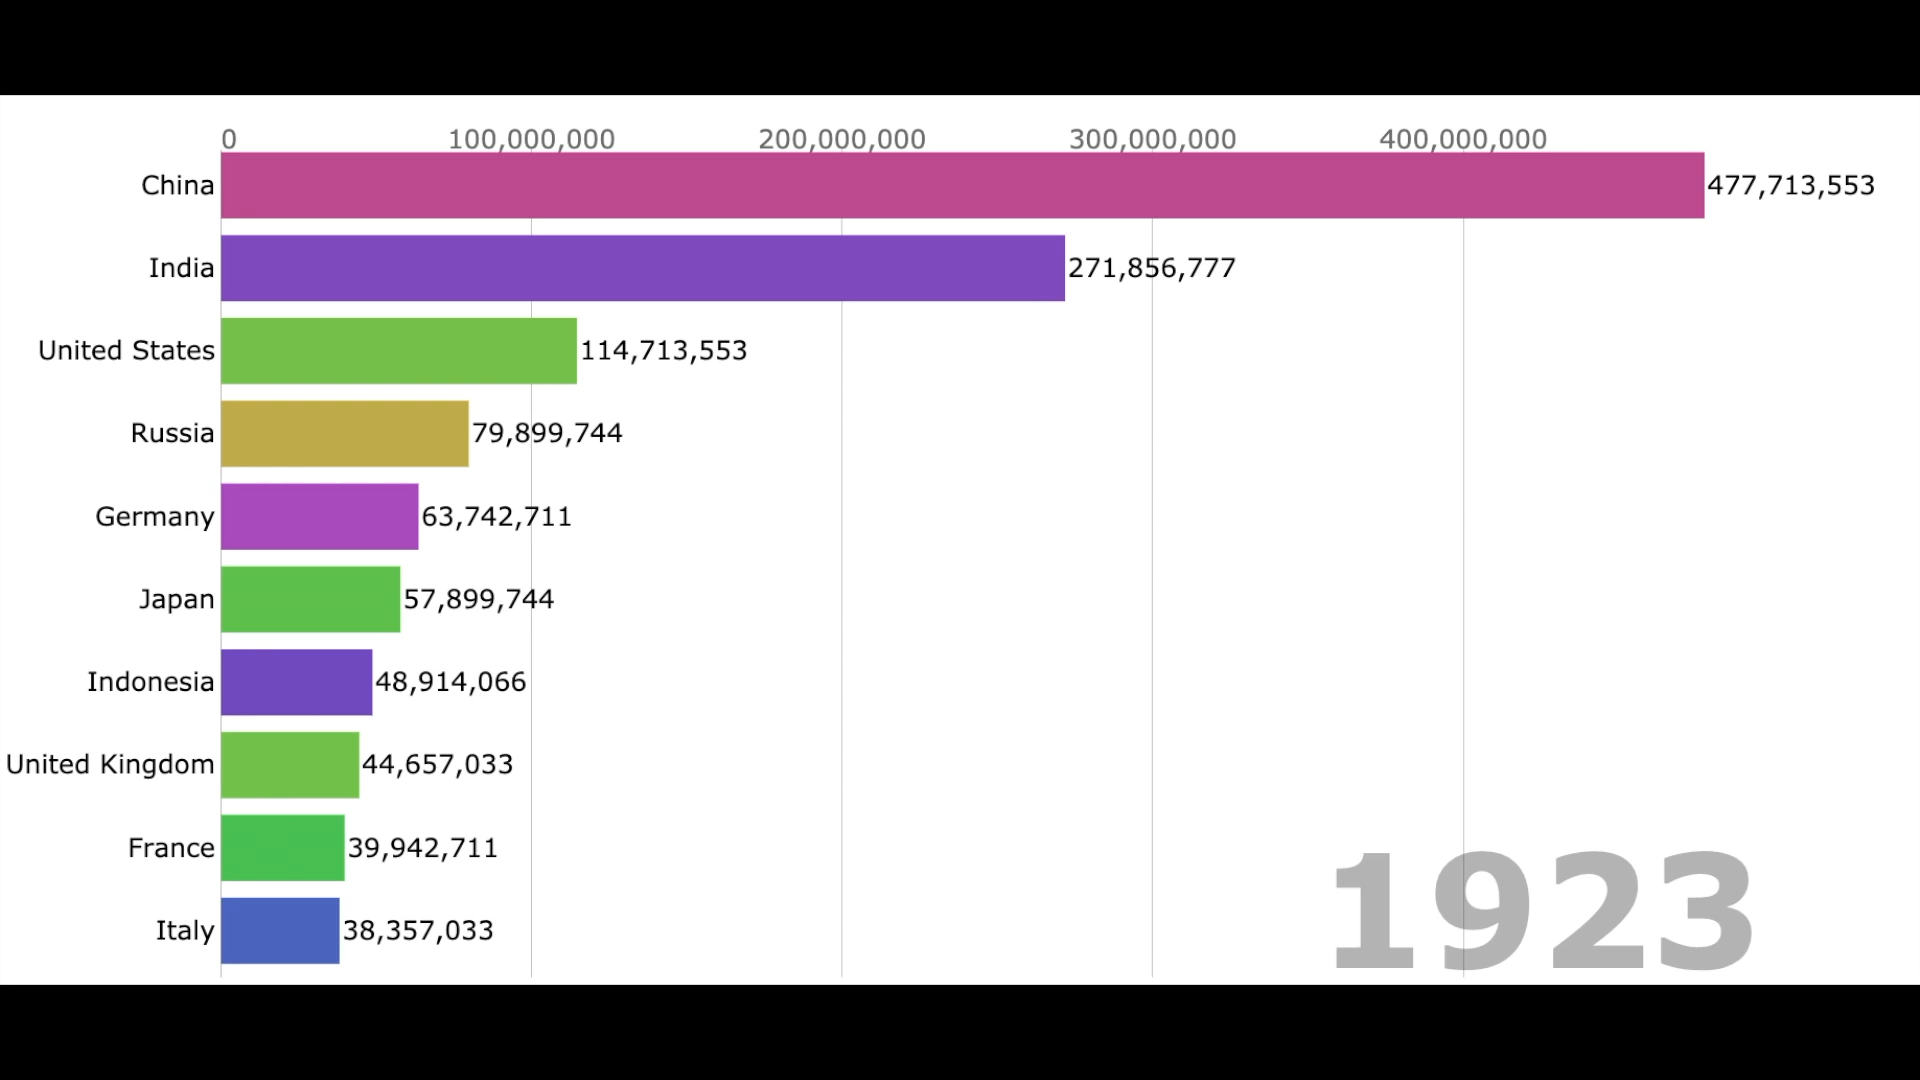 0 100,000,000 200,000,000 300,000,000 400,000,000
China 477,713,553
India 271,856,777
United States 114,713,553
Russia 79,899,744
Germany 63,742,711
Japan 57,899,744
Indonesia 48,914,066
United Kingdom 44,657,033
France 39,942,711
Italy 38,357,033
1923